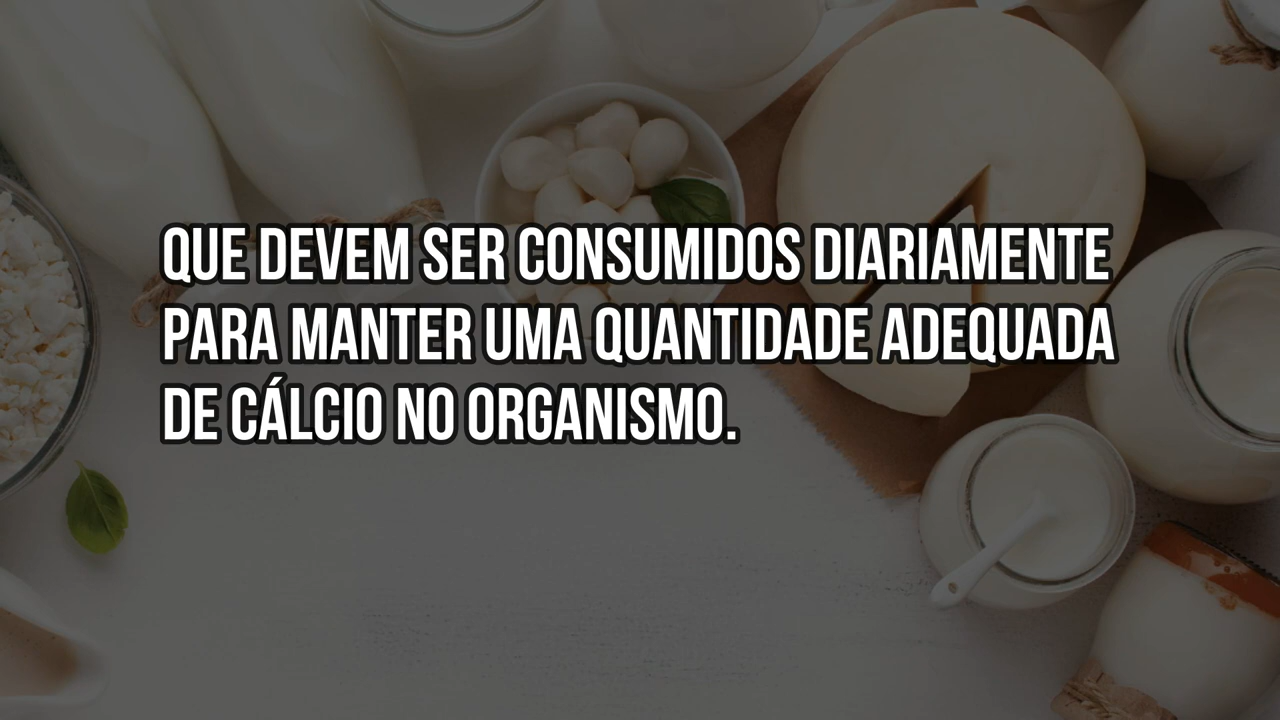 QUE DEVEM SER CONSUMIDOS DIARIAMENTE
PARA MANTER UMA QUANTIDADE ADEQUADA
DE CÁLCIO NO ORGANISMO.